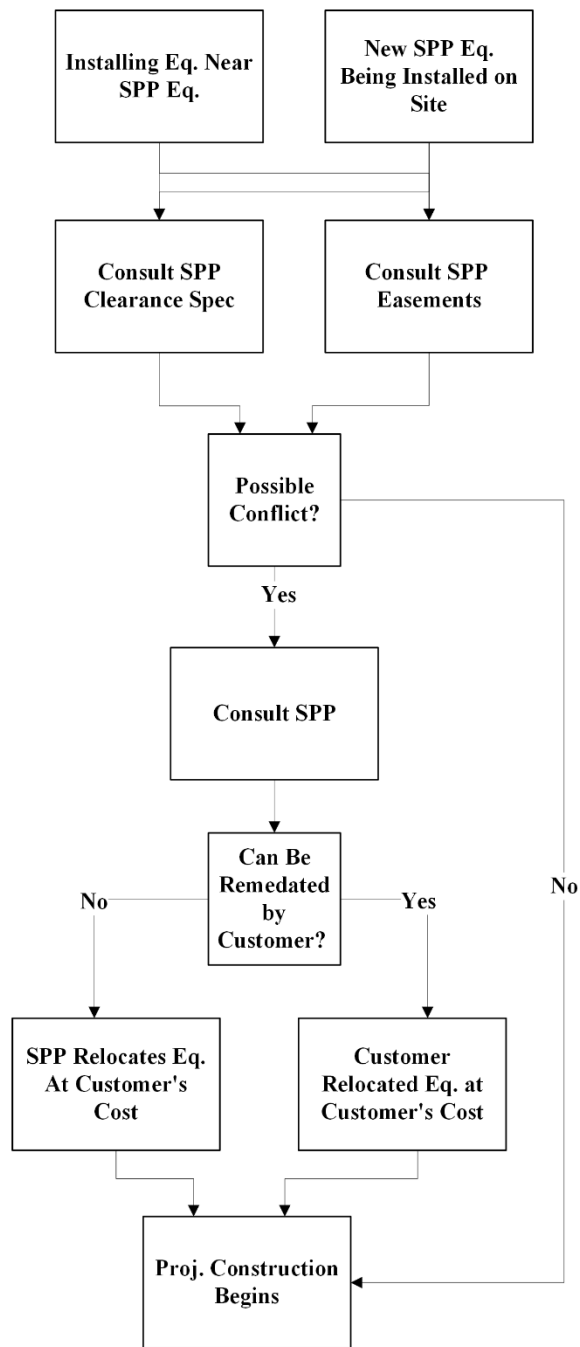 Installing Eq. Near
SPP Eq.
New SPP Eq.
Being Installed on
Site
Consult SPP
Clearance Spec
Consult SPP
Easements
Possible
Conflict?
Yes
Consult SPP
Can Be
Remedated
by
Customer?
No
Yes
No
SPP Relocates Eq.
At Customer's
Cost
Customer
Relocated Eq. at
Customer's Cost
Proj. Construction
Begins